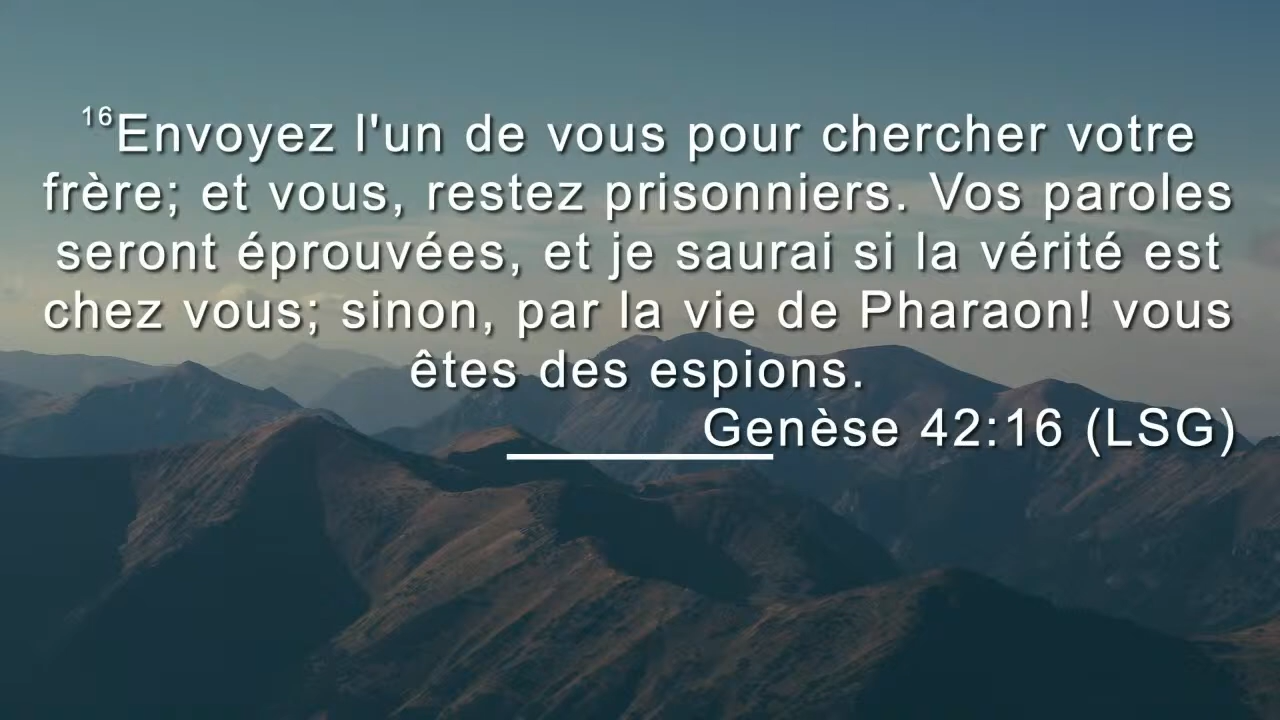 16Envoyez l'un de vous pour chercher votre
frère; et vous, restez prisonniers. Vos paroles
seront éprouvées, et je saurai si la vérité est
chez vous; sinon, par la vie de Pharaon! vous
êtes des espions.
Genèse 42:16 (LSG)